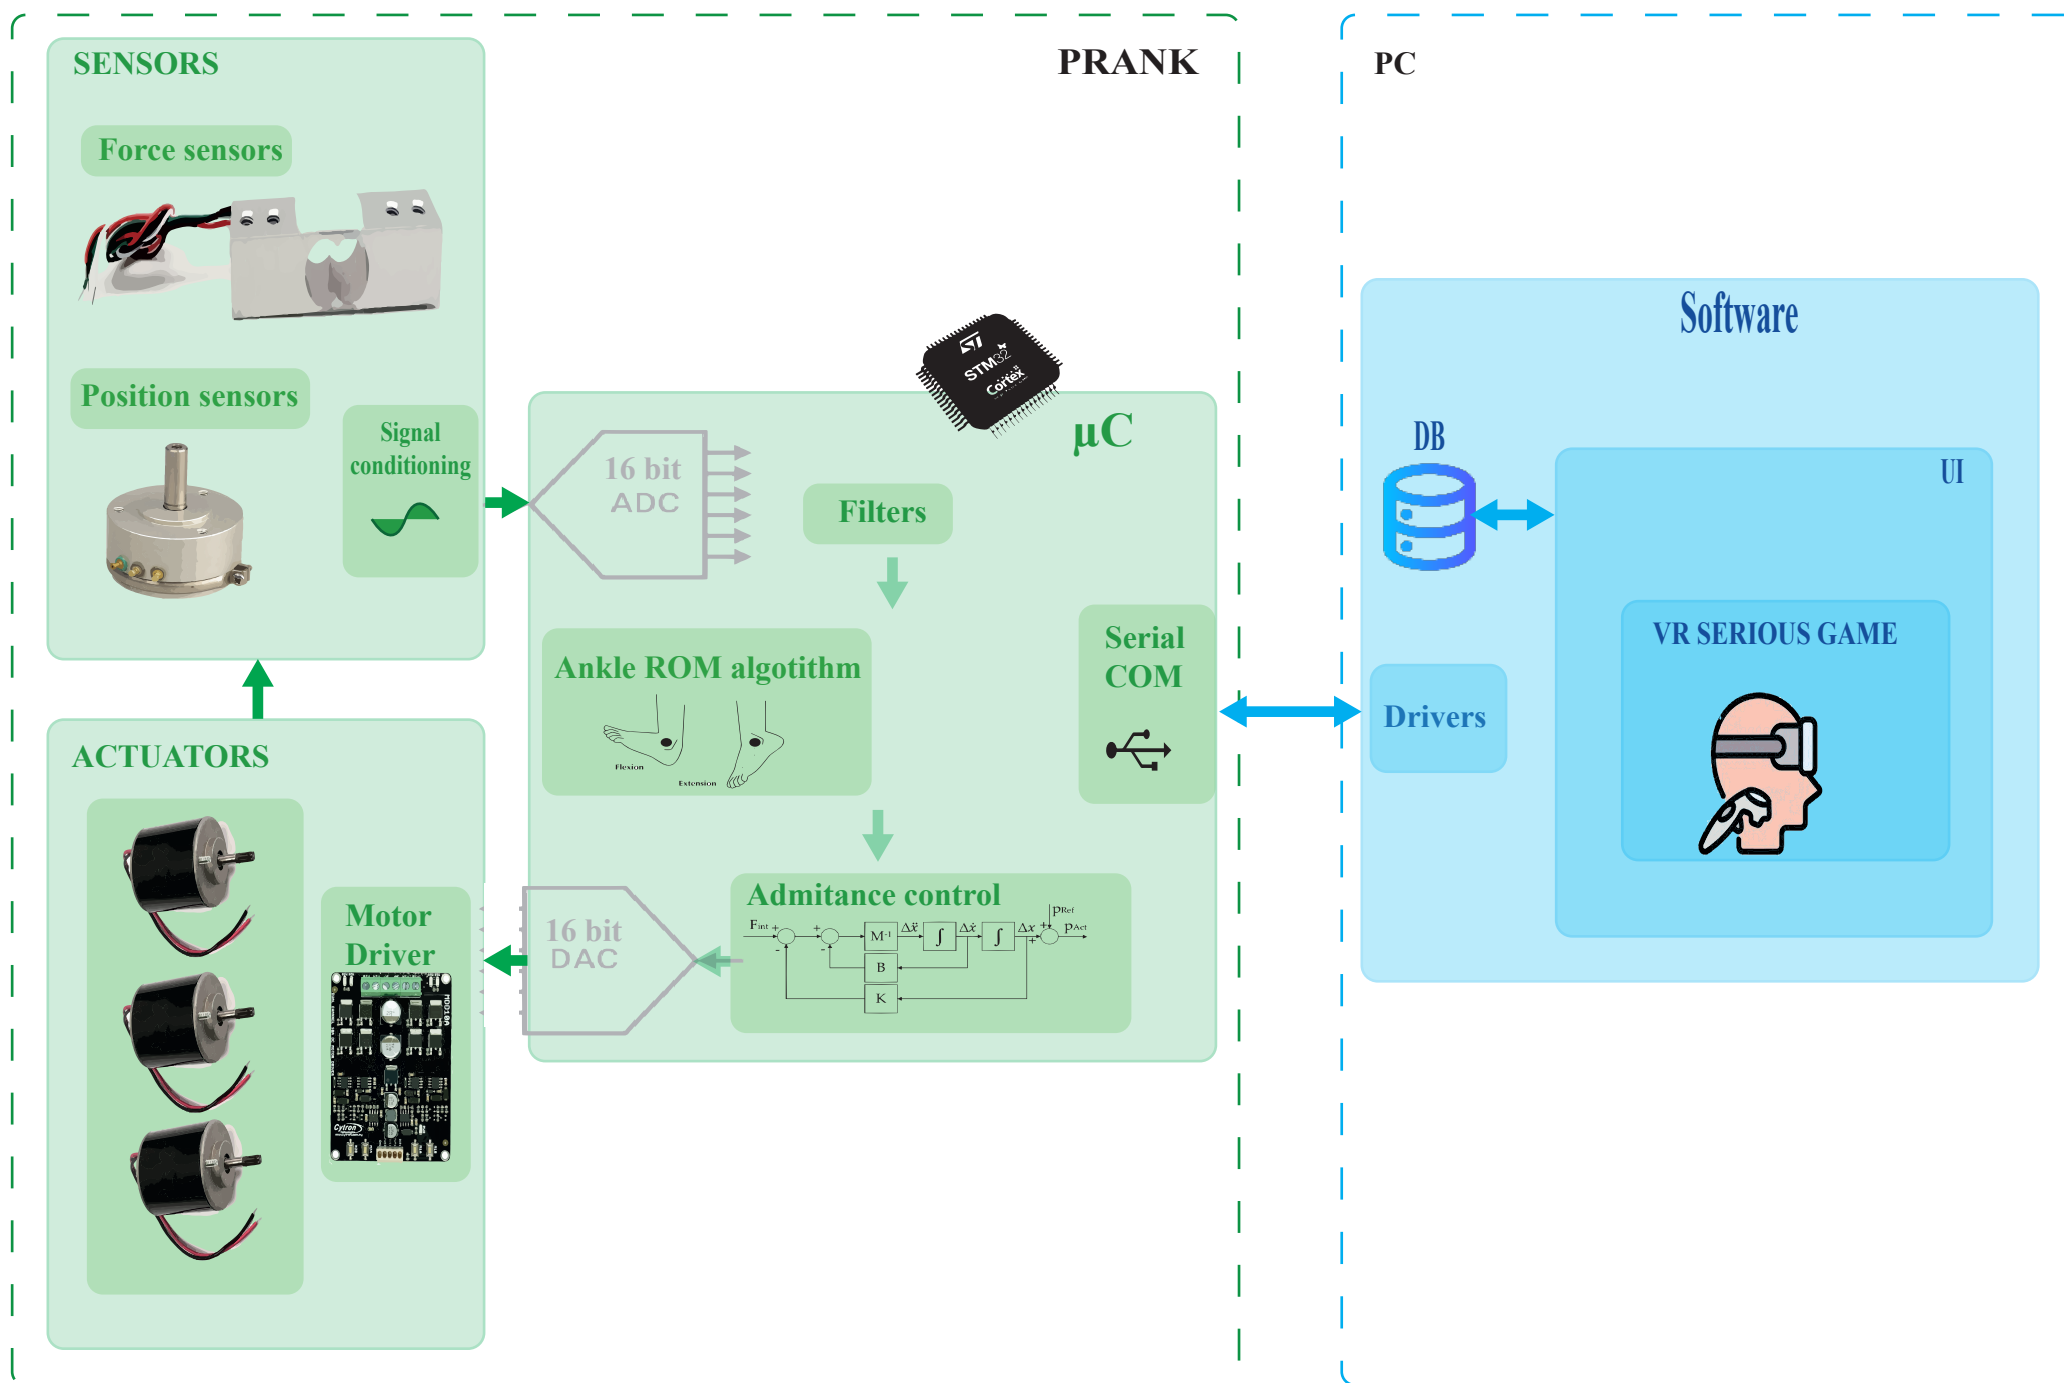 SENSORS
PRANK
PC
Force sensors
Position sensors
Signal
conditioning
STM32
Cortex
µC
16 bit
ADC
Filters
Ankle ROM algotithm
Flexion
Extension
Serial
COM
Software
DB
UI
VR SERIOUS GAME
Drivers
ACTUATORS
Motor
Driver
MDD10A
Cytron
16 bit
DAC
Admitance control
Fint
+
-
+
-
M-1
Δẍ
∫
Δẋ
∫
Δx
+
+
pRef
pAct
B
K